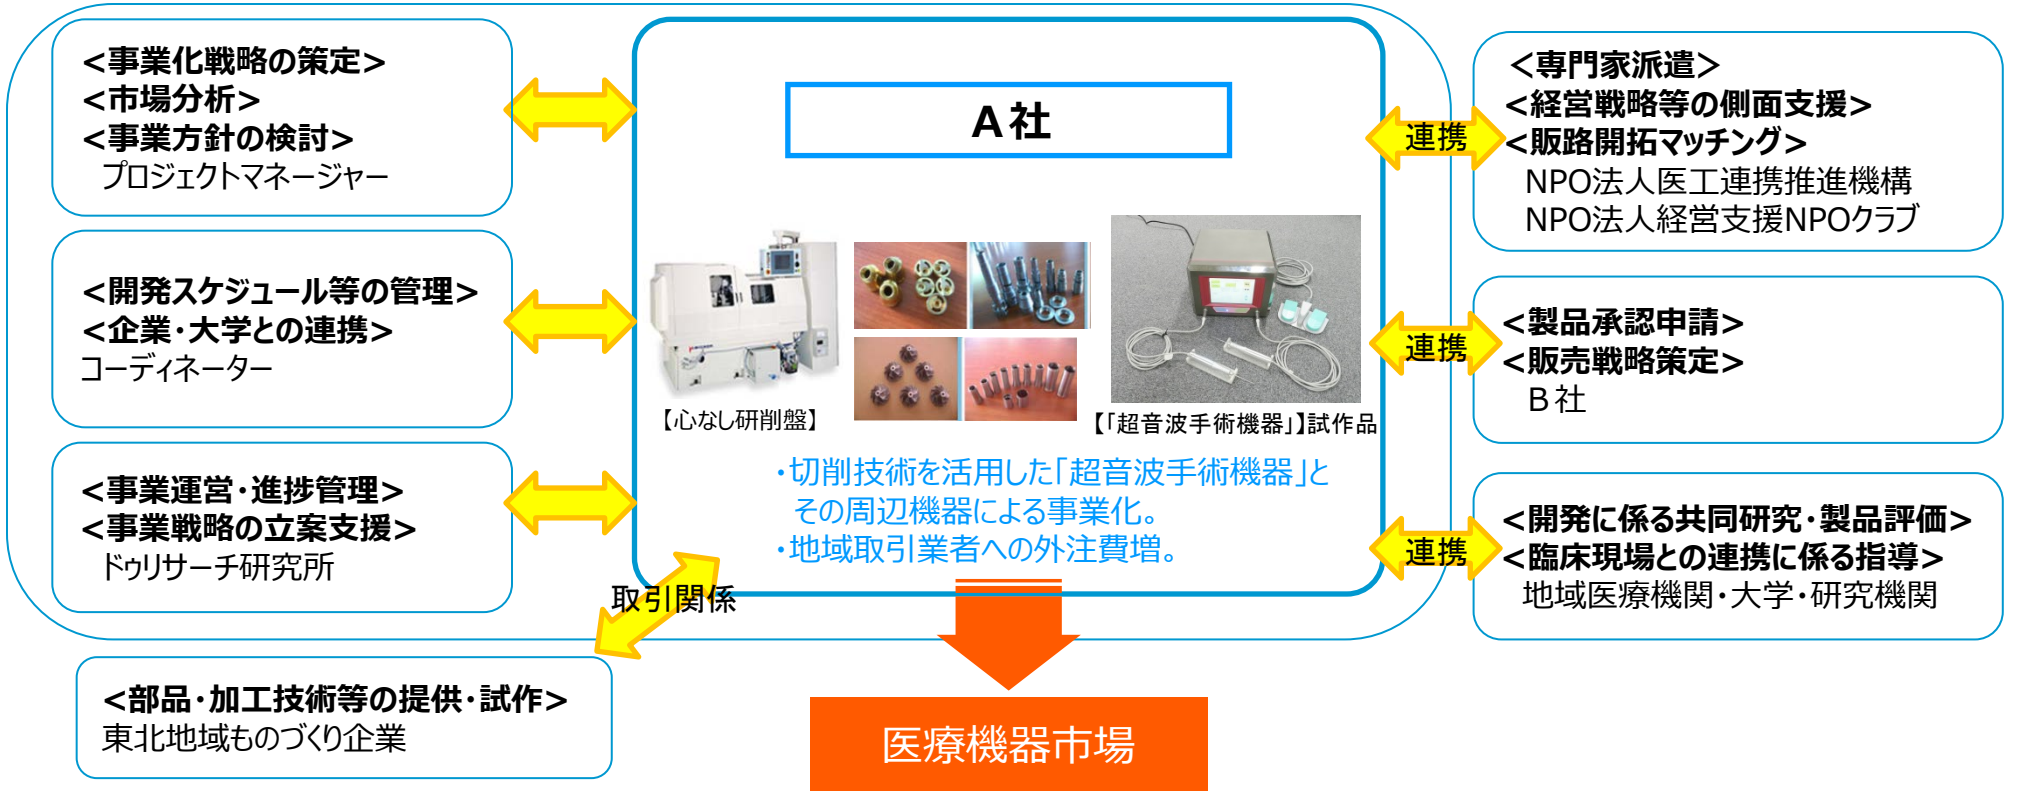 <事業化戦略の策定>
<市場分析>
<事業方針の検討>
プロジェクトマネージャー
<開発スケジュール等の管理>
<企業・大学との連携>
コーディネーター
<事業運営・進捗管理>
<事業戦略の立案支援>
ドゥリサーチ研究所
取引関係
<部品・加工技術等の提供・試作>
東北地域ものづくり企業
A社
【心なし研削盤】
【「超音波手術機器」】試作品
・切削技術を活用した「超音波手術機器」と
その周辺機器による事業化。
・地域取引業者への外注費増。
医療機器市場
連携
<専門家派遣>
<経営戦略等の側面支援>
<販路開拓マッチング>
NPO法人医工連携推進機構
NPO法人経営支援NPOクラブ
連携
<製品承認申請>
<販売戦略策定>
B社
連携
<開発に係る共同研究・製品評価>
<臨床現場との連携に係る指導>
地域医療機関・大学・研究機関